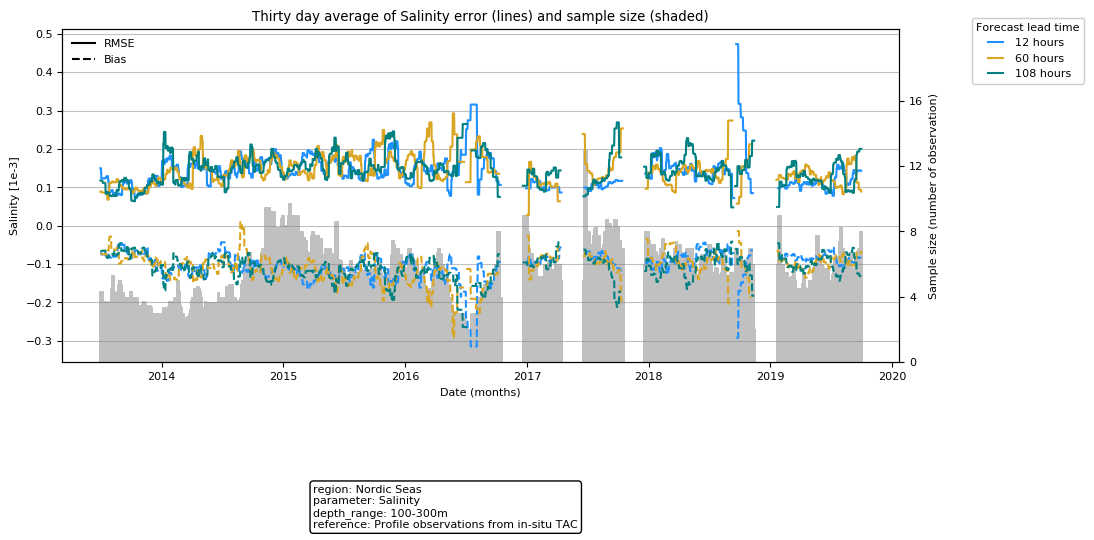 Thirty day average of Salinity error (lines) and sample size (shaded)
Forecast lead time
12 hours
60 hours
108 hours
RMSE
Bias
0.5
0.4
0.3
0.2
0.1
0.0
−0.1
−0.2
−0.3
Salinity [1e-3]
16
12
8
4
0
Sample size (number of observation)
2014
2015
2016
2017
2018
2019
2020
Date (months)
region: Nordic Seas
parameter: Salinity
depth_range: 100-300m
reference: Profile observations from in-situ TAC